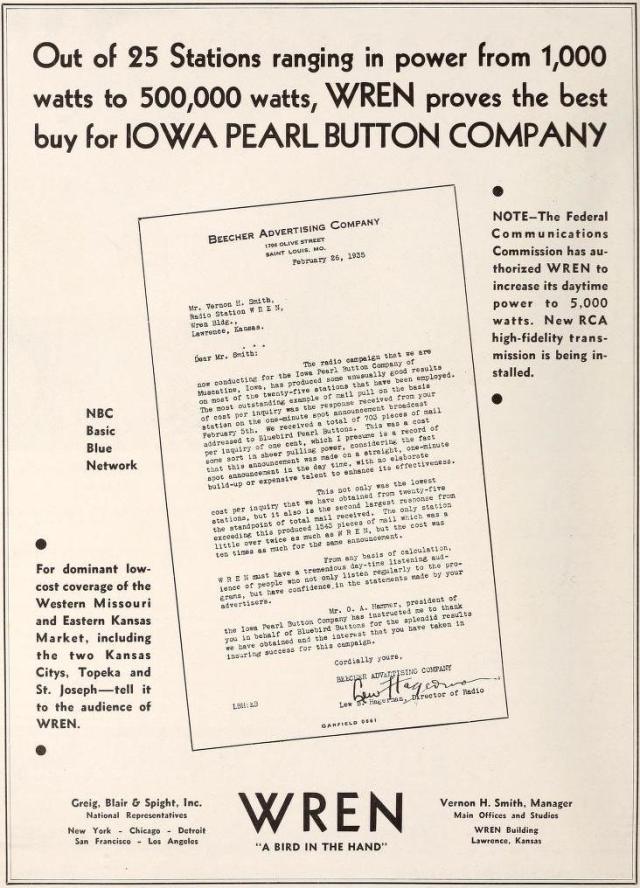 Out of 25 Stations ranging in power from 1,000
watts to 500,000 watts, WREN proves the best
buy for IOWA PEARL BUTTON COMPANY
BEECHER ADVERTISING COMPANY
1706 OLIVE STREET
SAINT LOUIS, MO.
February 26, 1935
Mr. Vernon H. Smith,
Radio Station W R E N,
Wren Bldg.,
Lawrence, Kansas.
Dear Mr. Smith:
The radio campaign that we are
now conducting for the Iowa Pearl Button Company of
Muscatine, Iowa, has produced some unusually good results
on most of the twenty-five stations that have been employed.
The most outstanding example of mail pull on the basis
of cost per inquiry was the response received from your
station on the one-minute spot announcement broadcast
February 5th. We received a total of 703 pieces of mail
addressed to Bluebird Pearl Buttons. This was a cost
per inquiry of one cent, which I presume is a record of
some sort in sheer pulling power, considering the fact
that this announcement was made on a straight, one-minute
spot announcement in the day time, with no elaborate
build-up or expensive talent to enhance its effectiveness.
This not only was the lowest
cost per inquiry that we have obtained from twenty-five
stations, but it also is the second largest response from
the standpoint of total mail received. The only station
exceeding this produced 1543 pieces of mail which was a
little over twice as much as W R E N, but the cost was
ten times as much for the same announcement.
From any basis of calculation,
W R E N must have a tremendous day-time listening aud-
ience of people who not only listen regularly to the pro-
grams, but have confidence in the statements made by your
advertisers.
Mr. O. A. Hammer, president of
the Iowa Pearl Button Company has instructed me to thank
you in behalf of Bluebird Buttons for the splendid results
we have obtained and the interest that you have taken in
insuring success for this campaign.
Cordially yours,
BEECHER ADVERTISING COMPANY
Lew Hagerman
Lew S. Hagerman, Director of Radio
GARFIELD 0561
NOTE—The Federal
Communications
Commission has au-
thorized WREN to
increase its daytime
power to 5,000
watts. New RCA
high-fidelity trans-
mission is being in-
stalled.
NBC
Basic
Blue
Network
For dominant low-
cost coverage of the
Western Missouri
and Eastern Kansas
Market, including
the two Kansas
Citys, Topeka and
St. Joseph—tell it
to the audience of
WREN.
Greig, Blair & Spight, Inc.
National Representatives
New York - Chicago - Detroit
San Francisco - Los Angeles
WREN
"A BIRD IN THE HAND"
Vernon H. Smith, Manager
Main Offices and Studios
WREN Building
Lawrence, Kansas